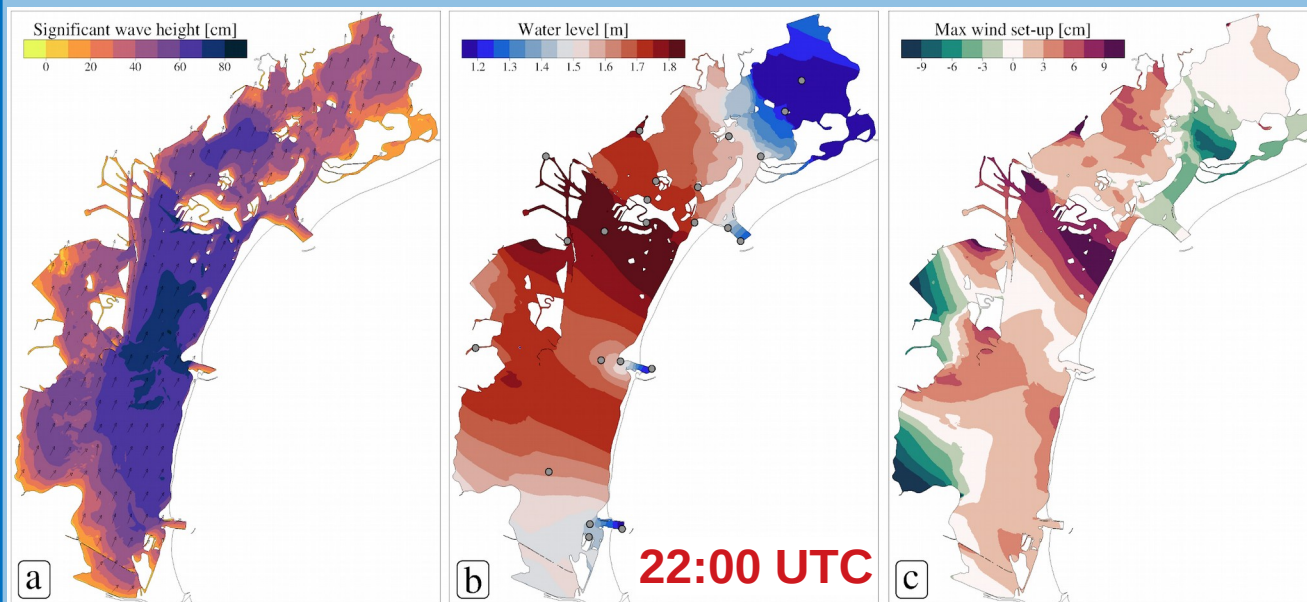 Significant wave height [cm]
0 20 40 60 80
a
Water level [m]
1.2 1.3 1.4 1.5 1.6 1.7 1.8
b
22:00 UTC
Max wind set-up [cm]
-9 -6 -3 0 3 6 9
c